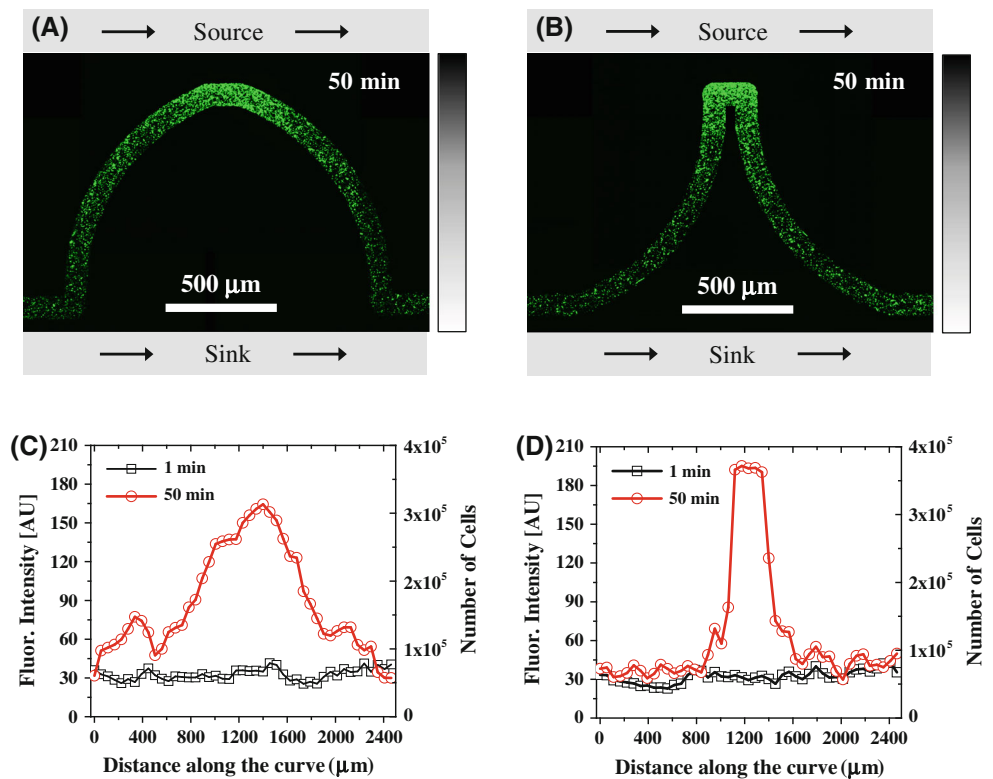 (A) Source
50 min
500 μm
Sink
(B) Source
50 min
500 μm
Sink
(C)
210
180
150
120
90
60
30
0
Fluor. Intensity [AU]
1 min
50 min
4x10⁵
3x10⁵
2x10⁵
1x10⁵
0
Number of Cells
0 400 800 1200 1600 2000 2400
Distance along the curve (μm)
(D)
210
180
150
120
90
60
30
0
Fluor. Intensity [AU]
1 min
50 min
4x10⁵
3x10⁵
2x10⁵
1x10⁵
0
Number of Cells
0 400 800 1200 1600 2000 2400
Distance along the curve (μm)